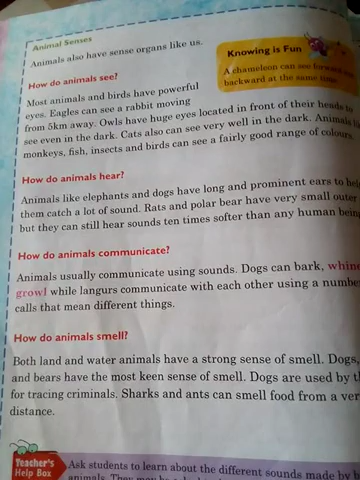 Animal Senses
Animals also have sense organs like us.
Knowing is Fun
A chameleon can see forward
backward at the same time.
How do animals see?
Most animals and birds have powerful
eyes. Eagles can see a rabbit moving
from 5km away. Owls have huge eyes located in front of their heads to
see even in the dark. Cats also can see very well in the dark. Animals
monkeys, fish, insects and birds can see a fairly good range of colours.
How do animals hear?
Animals like elephants and dogs have long and prominent ears to
them catch a lot of sound. Rats and polar bear have very small outer
but they can still hear sounds ten times softer than any human
How do animals communicate?
Animals usually communicate using sounds. Dogs can bark, whine
growl while langurs communicate with each other using a
calls that mean different things.
How do animals smell?
Both land and water animals have a strong sense of smell. Dogs,
and bears have the most keen sense of smell. Dogs are used by
for tracing criminals. Sharks and ants can smell food from a
distance.
Teacher's
Help Box
Ask students to learn about the different sounds made by
animals. They may be